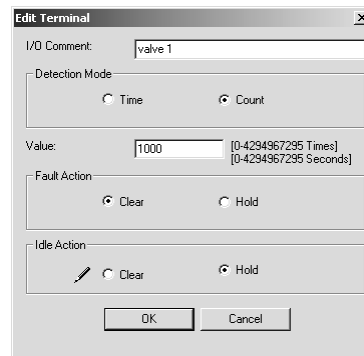 Edit Terminal
I/O Comment: valve 1
Detection Mode
Time Count
Value: 1000 [0-4294967295 Times]
[0-4294967295 Seconds]
Fault Action
Clear Hold
Idle Action
Clear Hold
OK Cancel